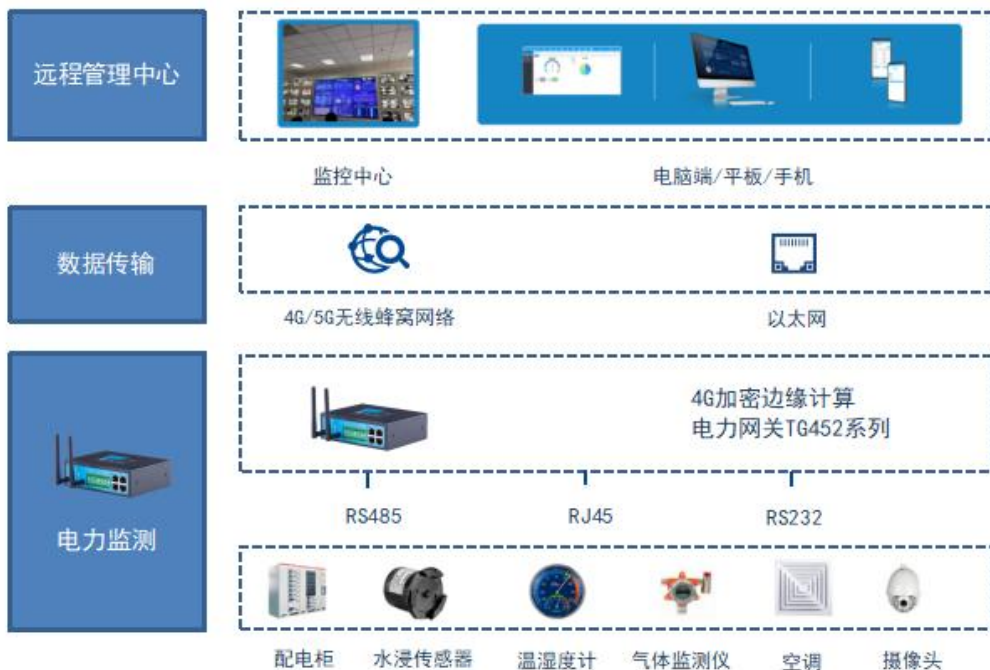 远程管理中心
监控中心
电脑端/平板/手机
数据传输
4G/5G无线蜂窝网络
以太网
4G加密边缘计算
电力网关TG452系列
RS485
RJ45
RS232
电力监测
配电柜
水浸传感器
温湿度计
气体监测仪
空调
摄像头